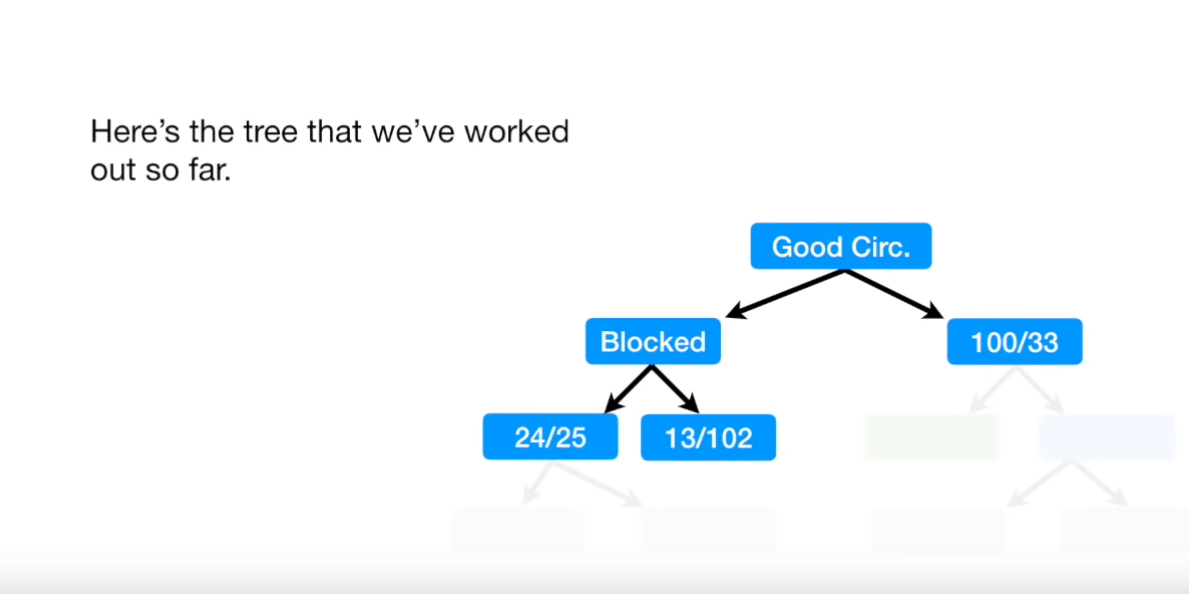 Here’s the tree that we’ve worked
out so far.
Good Circ.
Blocked
100/33
24/25
13/102